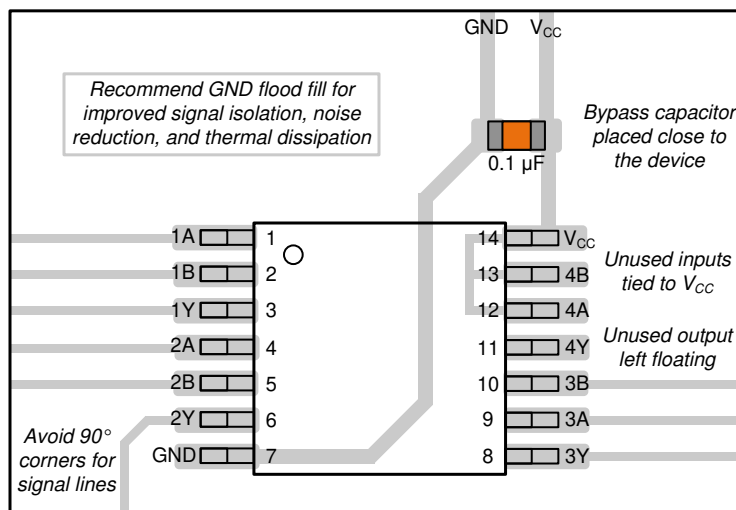 GND VCC
Recommend GND flood fill for
improved signal isolation, noise
reduction, and thermal dissipation
Bypass capacitor
placed close to
the device
0.1 µF
1A 1 14 VCC
1B 2 13 4B
Unused inputs
tied to VCC
1Y 3 12 4A
2A 4 11 4Y
Unused output
left floating
2B 5 10 3B
2Y 6 9 3A
Avoid 90°
corners for
signal lines
GND 7 8 3Y